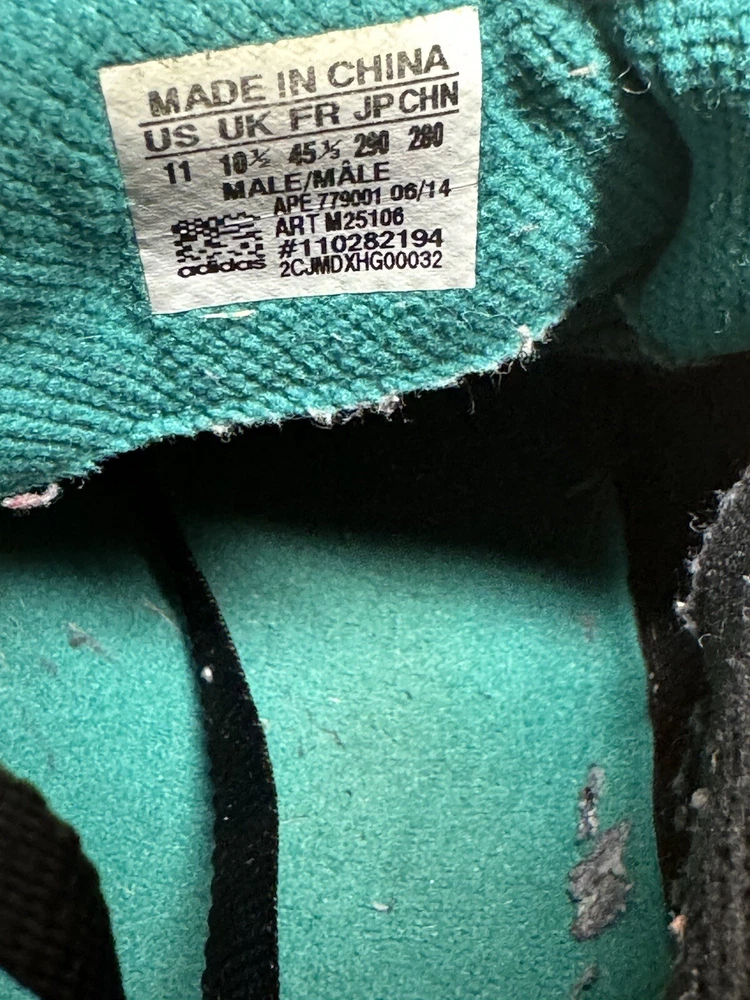 MADE IN CHINA
US UK FR JP CHN
11 10½ 45⅓ 290 280
MALE/MÂLE
APE 779001 06/14
ART M25106
#110282194
adidas 2CJMDXHG00032